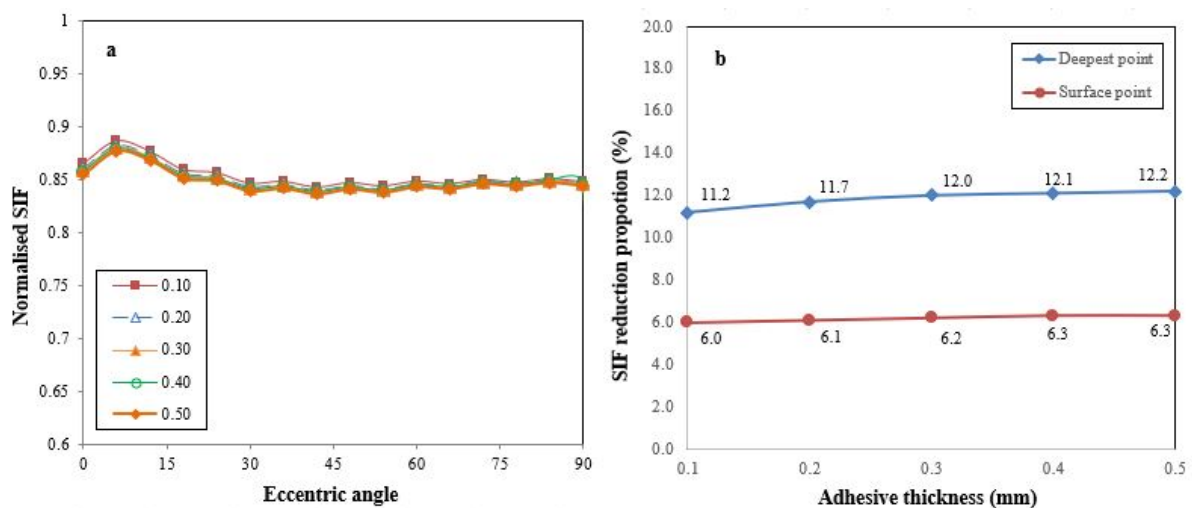 a
Normalised SIF
1
0.95
0.9
0.85
0.8
0.75
0.7
0.65
0.6
0 15 30 45 60 75 90
Eccentric angle
0.10
0.20
0.30
0.40
0.50
b
SIF reduction propotion (%)
20.0
18.0
16.0
14.0
12.0
10.0
8.0
6.0
4.0
2.0
0.0
Deepest point
Surface point
11.2 11.7 12.0 12.1 12.2
6.0 6.1 6.2 6.3 6.3
0.1 0.2 0.3 0.4 0.5
Adhesive thickness (mm)